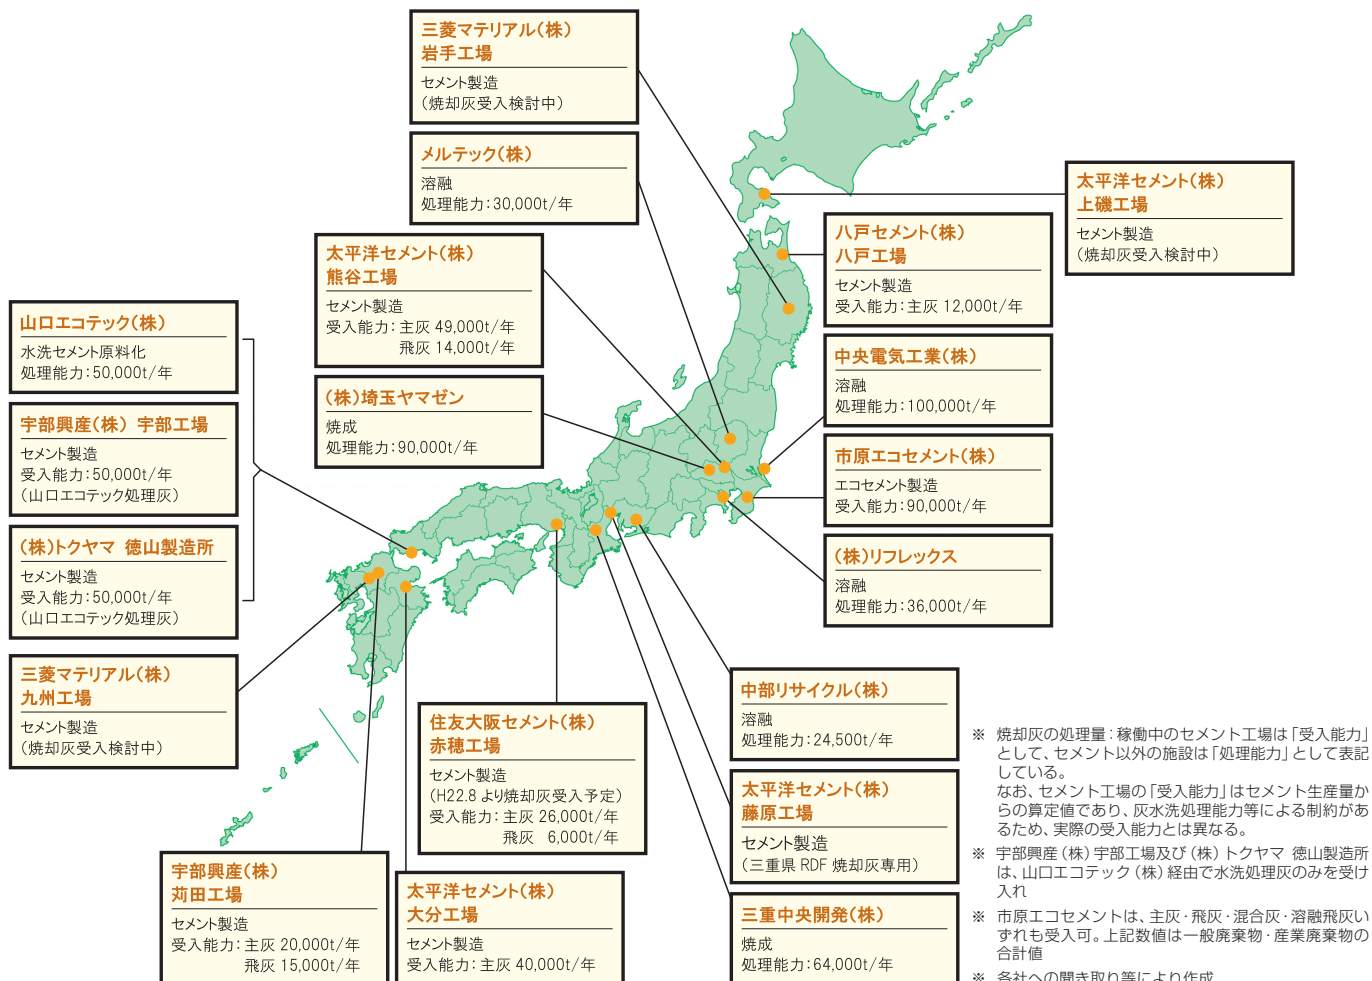 三菱マテリアル（株）
岩手工場
セメント製造
（焼却灰受入検討中）
メルテック（株）
溶融
処理能力：30,000t/年
太平洋セメント（株）
熊谷工場
セメント製造
受入能力：主灰 49,000t/年
飛灰 14,000t/年
（株）埼玉ヤマゼン
焼成
処理能力：90,000t/年
山口エコテック（株）
水洗セメント原料化
処理能力：50,000t/年
宇部興産（株） 宇部工場
セメント製造
受入能力：50,000t/年
（山口エコテック処理灰）
（株）トクヤマ 徳山製造所
セメント製造
受入能力：50,000t/年
（山口エコテック処理灰）
三菱マテリアル（株）
九州工場
セメント製造
（焼却灰受入検討中）
宇部興産（株）
苅田工場
セメント製造
受入能力：主灰 20,000t/年
飛灰 15,000t/年
太平洋セメント（株）
大分工場
セメント製造
受入能力：主灰 40,000t/年
住友大阪セメント（株）
赤穂工場
セメント製造
（H22.8 より焼却灰受入予定）
受入能力：主灰 26,000t/年
飛灰 6,000t/年
太平洋セメント（株）
上磯工場
セメント製造
（焼却灰受入検討中）
八戸セメント（株）
八戸工場
セメント製造
受入能力：主灰 12,000t/年
中央電気工業（株）
溶融
処理能力：100,000t/年
市原エコセメント（株）
エコセメント製造
受入能力：90,000t/年
（株）リフレックス
溶融
処理能力：36,000t/年
中部リサイクル（株）
溶融
処理能力：24,500t/年
太平洋セメント（株）
藤原工場
セメント製造
（三重県 RDF 焼却灰専用）
三重中央開発（株）
焼成
処理能力：64,000t/年
※ 焼却灰の処理量：稼働中のセメント工場は「受入能力」
として、セメント以外の施設は「処理能力」として表記
している。
なお、セメント工場の「受入能力」はセメント生産量か
らの算定値であり、灰水洗処理能力等による制約があ
るため、実際の受入能力とは異なる。
※ 宇部興産（株）宇部工場及び（株）トクヤマ 徳山製造所
は、山口エコテック（株）経由で水洗処理灰のみを受け
入れ
※ 市原エコセメントは、主灰・飛灰・混合灰・溶融飛灰い
ずれも受入可。上記数値は一般廃棄物・産業廃棄物の
合計値
※ 各社への聞き取り等により作成